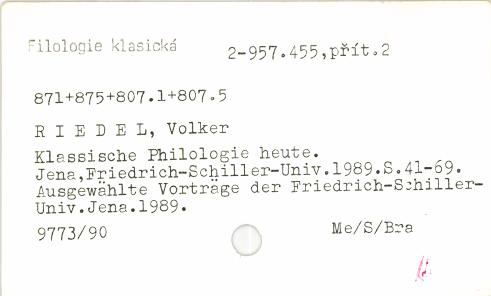 Filologie klasická
2-957.455,přít.2
871+875+807.1+807.5
R I E D E L, Volker
Klassische Philologie heute.
Jena,Friedrich-Schiller-Univ.1989.S.41-69.
Ausgewählte Vorträge der Friedrich-Schiller-
Univ.Jena.1989.
9773/90
Me/S/Bra